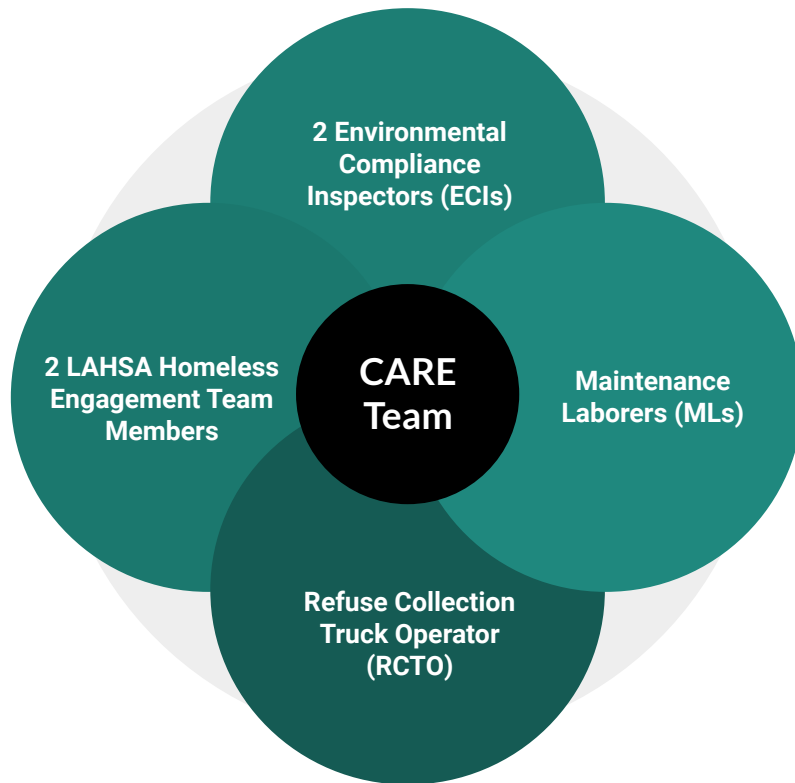 2 Environmental
Compliance
Inspectors (ECIs)
2 LAHSA Homeless
Engagement Team
Members
CARE
Team
Maintenance
Laborers (MLs)
Refuse Collection
Truck Operator
(RCTO)